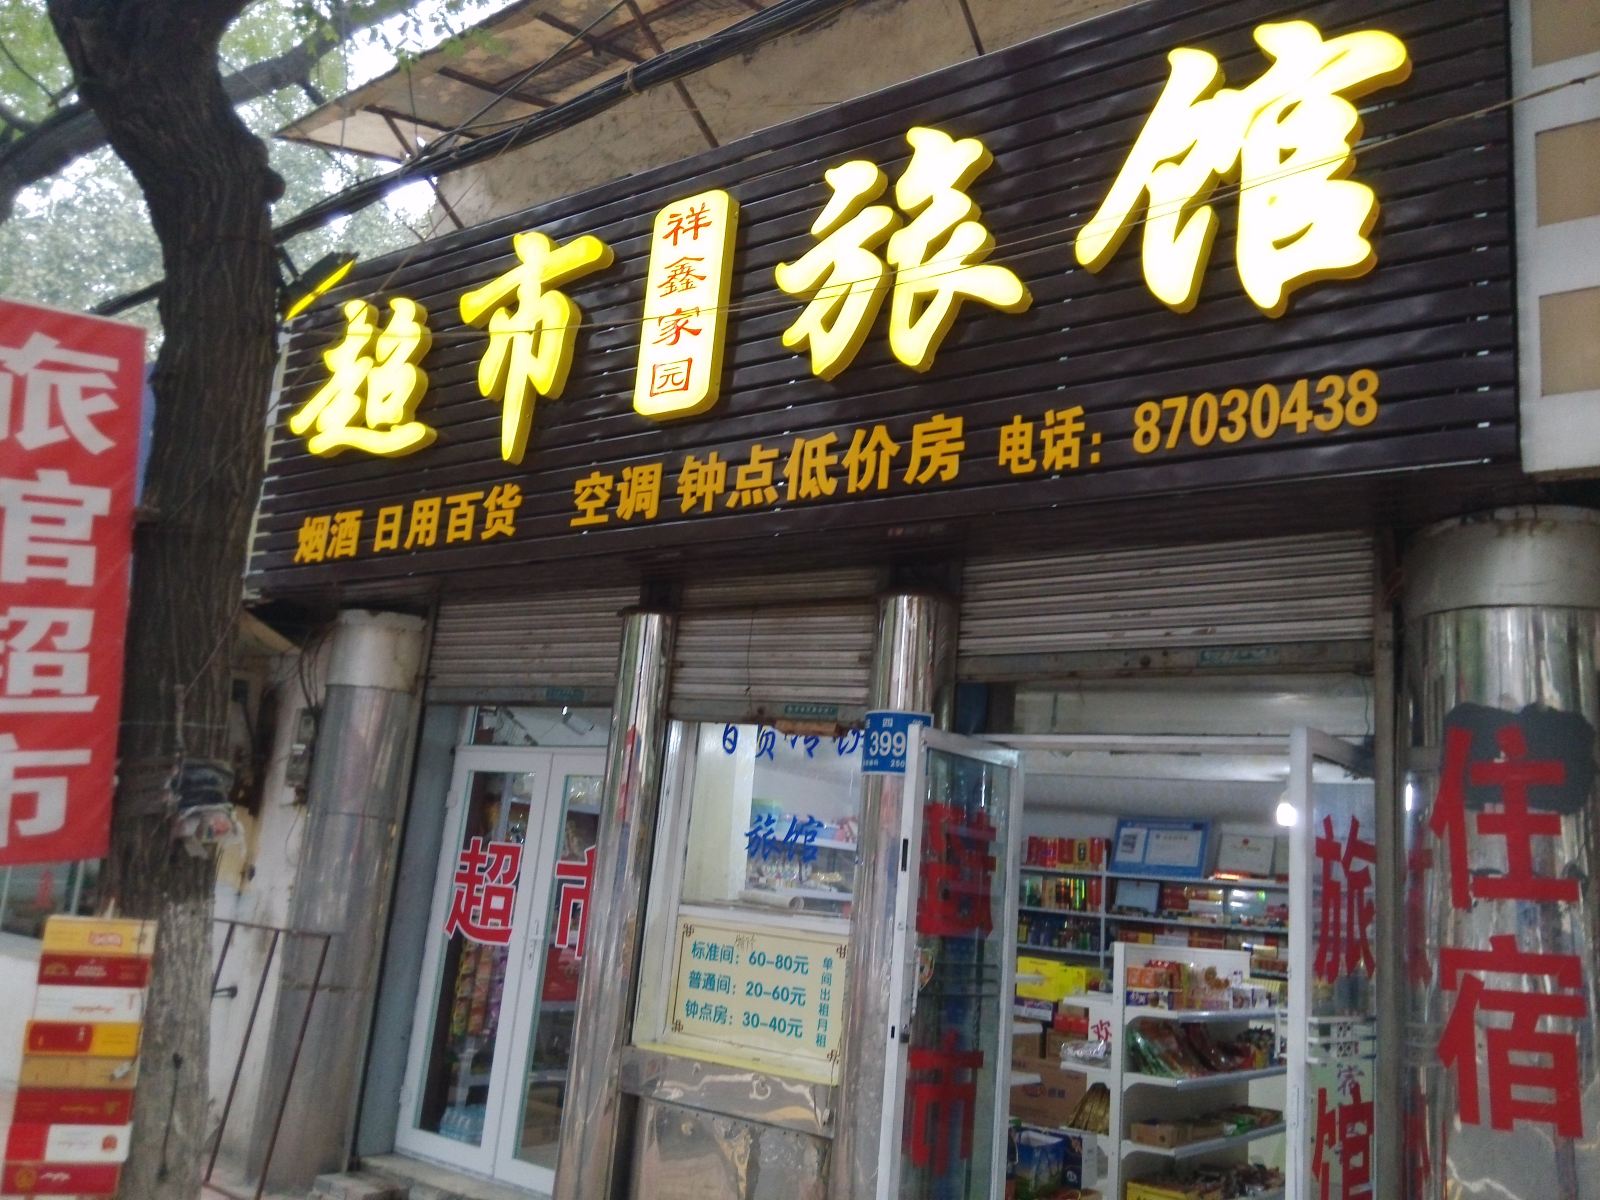 超市
祥鑫家园
旅馆
烟酒 日用百货 空调 钟点低价房 电话：87030438
旅馆超市
399
250
旅馆
超市
标准间：60-80元
普通间：20-60元
钟点房：30-40元
单间出租月租
超市
旅馆
住宿